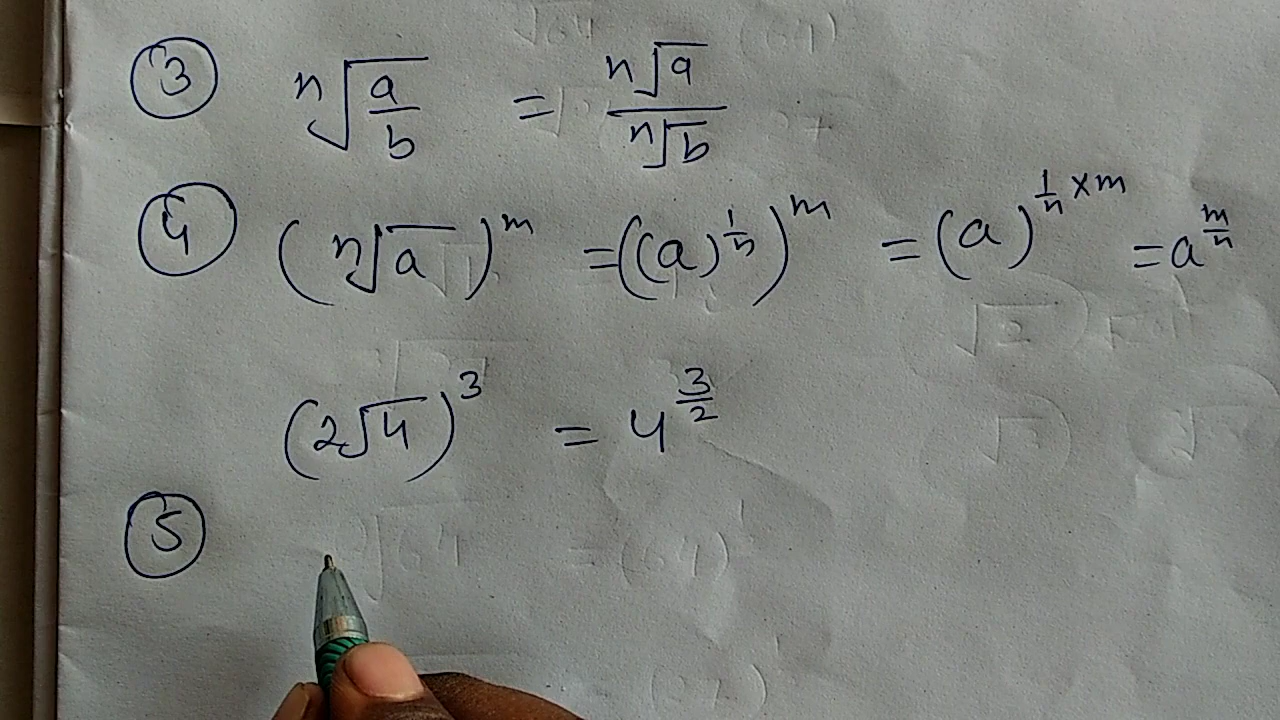 ③ ⁿ√(a/b) = ⁿ√a / ⁿ√b
④ (ⁿ√a)^m = ((a)^(1/n))^m = (a)^(1/n × m) = a^(m/n)
(²√4)³ = 4^(3/2)
⑤